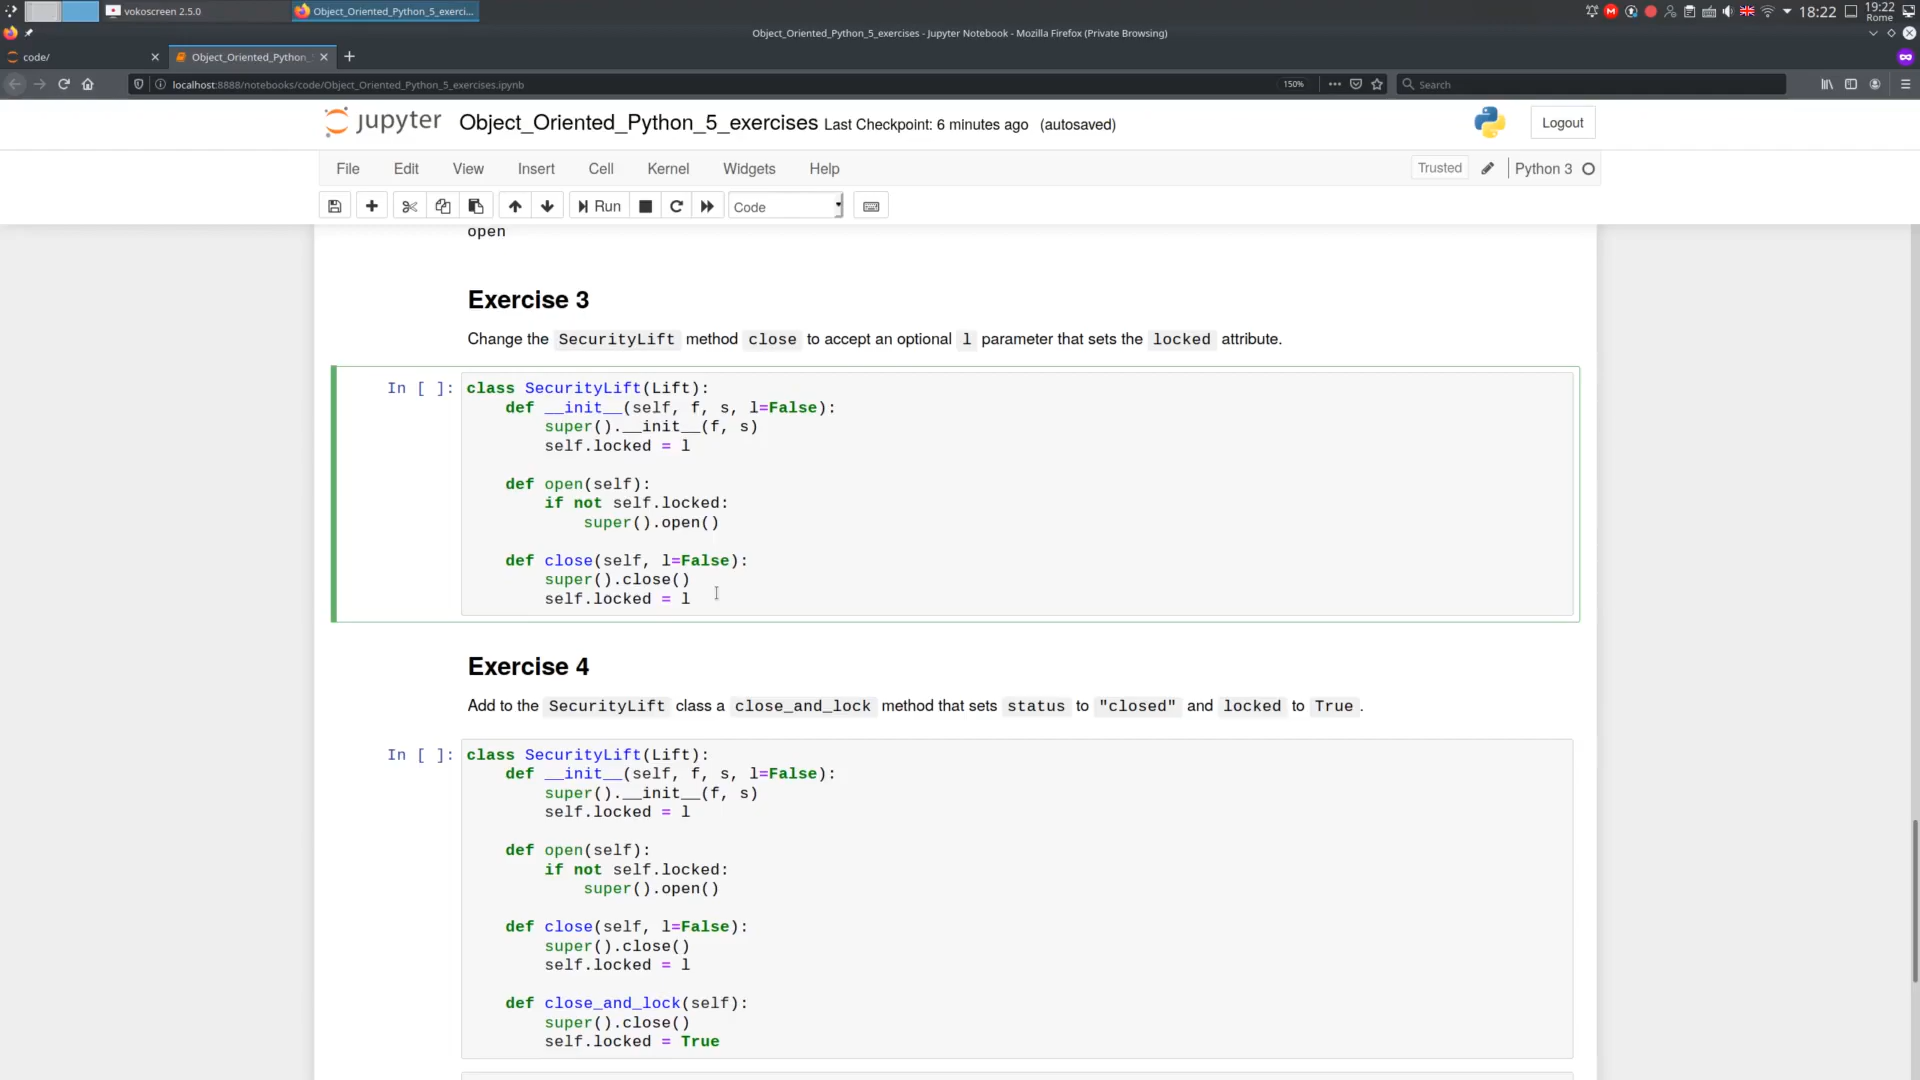 vokoscreen 2.5.0
Object_Oriented_Python_5_exerci...
18:22
19:22
Rome
Object_Oriented_Python_5_exercises - Jupyter Notebook - Mozilla Firefox (Private Browsing)
code/
Object_Oriented_Python_
localhost:8888/notebooks/code/Object_Oriented_Python_5_exercises.ipynb
150%
Search
jupyter
Object_Oriented_Python_5_exercises Last Checkpoint: 6 minutes ago (autosaved)
Logout
File Edit View Insert Cell Kernel Widgets Help
Trusted
Python 3
Run
Code
open
Exercise 3
Change the SecurityLift method close to accept an optional l parameter that sets the locked attribute.
In [ ]: class SecurityLift(Lift):
    def __init__(self, f, s, l=False):
        super().__init__(f, s)
        self.locked = l
    def open(self):
        if not self.locked:
            super().open()
    def close(self, l=False):
        super().close()
        self.locked = l
Exercise 4
Add to the SecurityLift class a close_and_lock method that sets status to "closed" and locked to True.
In [ ]: class SecurityLift(Lift):
    def __init__(self, f, s, l=False):
        super().__init__(f, s)
        self.locked = l
    def open(self):
        if not self.locked:
            super().open()
    def close(self, l=False):
        super().close()
        self.locked = l
    def close_and_lock(self):
        super().close()
        self.locked = True